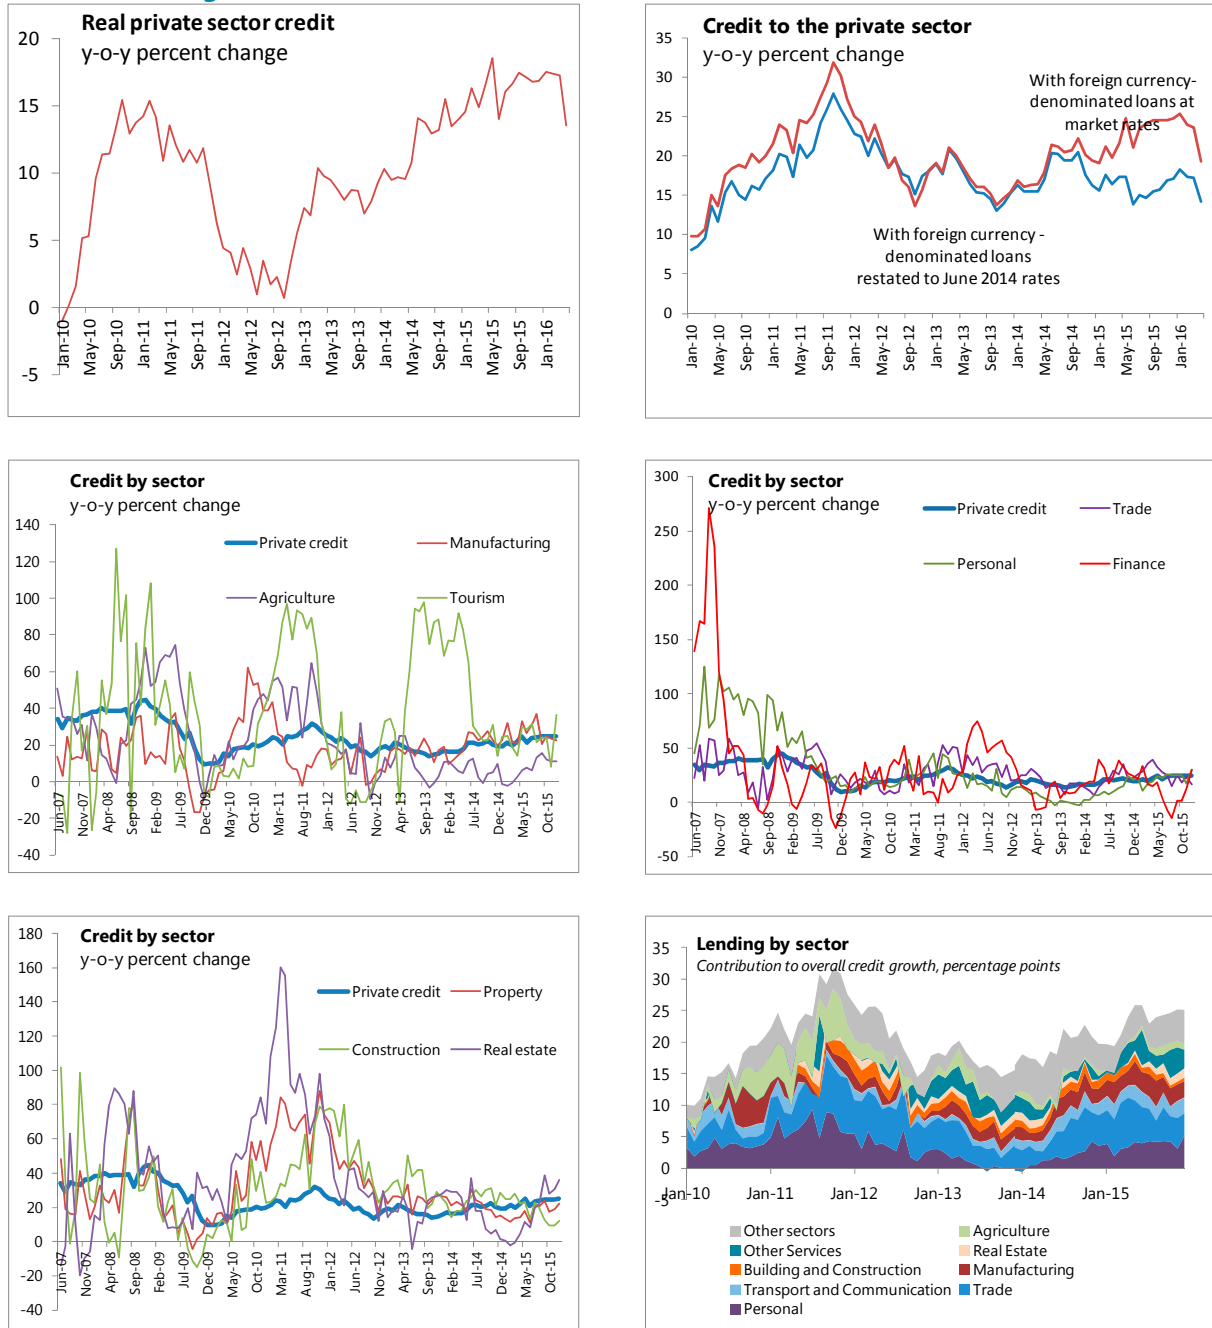 Real private sector credit
y-o-y percent change
20
15
10
5
0
-5
Jan-10
May-10
Sep-10
Jan-11
May-11
Sep-11
Jan-12
May-12
Sep-12
Jan-13
May-13
Sep-13
Jan-14
May-14
Sep-14
Jan-15
May-15
Sep-15
Jan-16
Credit to the private sector
y-o-y percent change
35
30
25
20
15
10
5
0
With foreign currency-
denominated loans at
market rates
With foreign currency -
denominated loans
restated to June 2014 rates
Jan-10
May-10
Sep-10
Jan-11
May-11
Sep-11
Jan-12
May-12
Sep-12
Jan-13
May-13
Sep-13
Jan-14
May-14
Sep-14
Jan-15
May-15
Sep-15
Jan-16
Credit by sector
y-o-y percent change
140
120
100
80
60
40
20
0
-20
-40
Private credit
Manufacturing
Agriculture
Tourism
Jun-07
Nov-07
Apr-08
Sep-08
Feb-09
Jul-09
Dec-09
May-10
Oct-10
Mar-11
Aug-11
Jan-12
Jun-12
Nov-12
Apr-13
Sep-13
Feb-14
Jul-14
Dec-14
May-15
Oct-15
Credit by sector
y-o-y percent change
300
250
200
150
100
50
0
-50
Private credit
Trade
Personal
Finance
Jun-07
Nov-07
Apr-08
Sep-08
Feb-09
Jul-09
Dec-09
May-10
Oct-10
Mar-11
Aug-11
Jan-12
Jun-12
Nov-12
Apr-13
Sep-13
Feb-14
Jul-14
Dec-14
May-15
Oct-15
Credit by sector
y-o-y percent change
180
160
140
120
100
80
60
40
20
0
-20
-40
Private credit
Property
Construction
Real estate
Jun-07
Nov-07
Apr-08
Sep-08
Feb-09
Jul-09
Dec-09
May-10
Oct-10
Mar-11
Aug-11
Jan-12
Jun-12
Nov-12
Apr-13
Sep-13
Feb-14
Jul-14
Dec-14
May-15
Oct-15
Lending by sector
Contribution to overall credit growth, percentage points
35
30
25
20
15
10
5
0
-5
Jan-10
Jan-11
Jan-12
Jan-13
Jan-14
Jan-15
Other sectors
Agriculture
Other Services
Real Estate
Building and Construction
Manufacturing
Transport and Communication
Trade
Personal